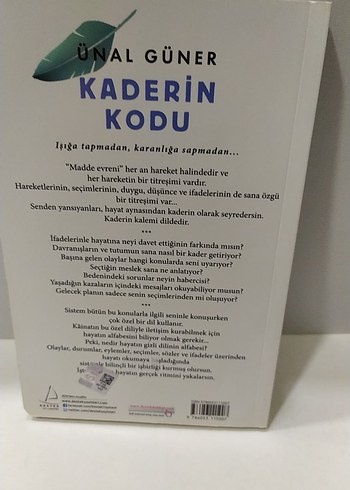 ÜNAL GÜNER
KADERİN
KODU
Işığa tapmadan, karanlığa sapmadan...
"Madde evreni" her an hareket halindedir ve
her hareketin bir titreşimi vardır.
Hareketlerinin, seçimlerinin, duygu, düşünce ve ifadelerinin de sana özgü
bir titreşimi var...
Senden yansıyanları, hayat aynasından kaderin olarak seyredersin.
Kaderin kalemi dildedir.
***
İfadelerinle hayatına neyi davet ettiğinin farkında mısın?
Davranışların ve tutumun sana nasıl bir kader getiriyor?
Başına gelen olaylar hangi konularda seni uyarıyor?
Seçtiğin meslek sana ne anlatıyor?
Bedenindeki sorunlar neyin habercisi?
Yaşadığın kazaların içindeki mesajları okuyabiliyor musun?
Gelecek planın sadece senin seçimlerinden mi oluşuyor?
***
Sistem bütün bu konularla ilgili seninle konuşurken
çok özel bir dil kullanır.
Kâinatın bu özel diliyle iletişim kurabilmek için
hayatın alfabesini biliyor olmak gerekir...
Peki, nedir hayatın gizli dilinin alfabesi?
Olaylar, durumlar, eylemler, seçimler, sözler ve ifadeler üzerinden
hayatı okumaya başladığında
sistemle bilinçli bir işbirliği kurmuş olursun.
hayatın gerçek ritmini yakalarsın.
DESTEK